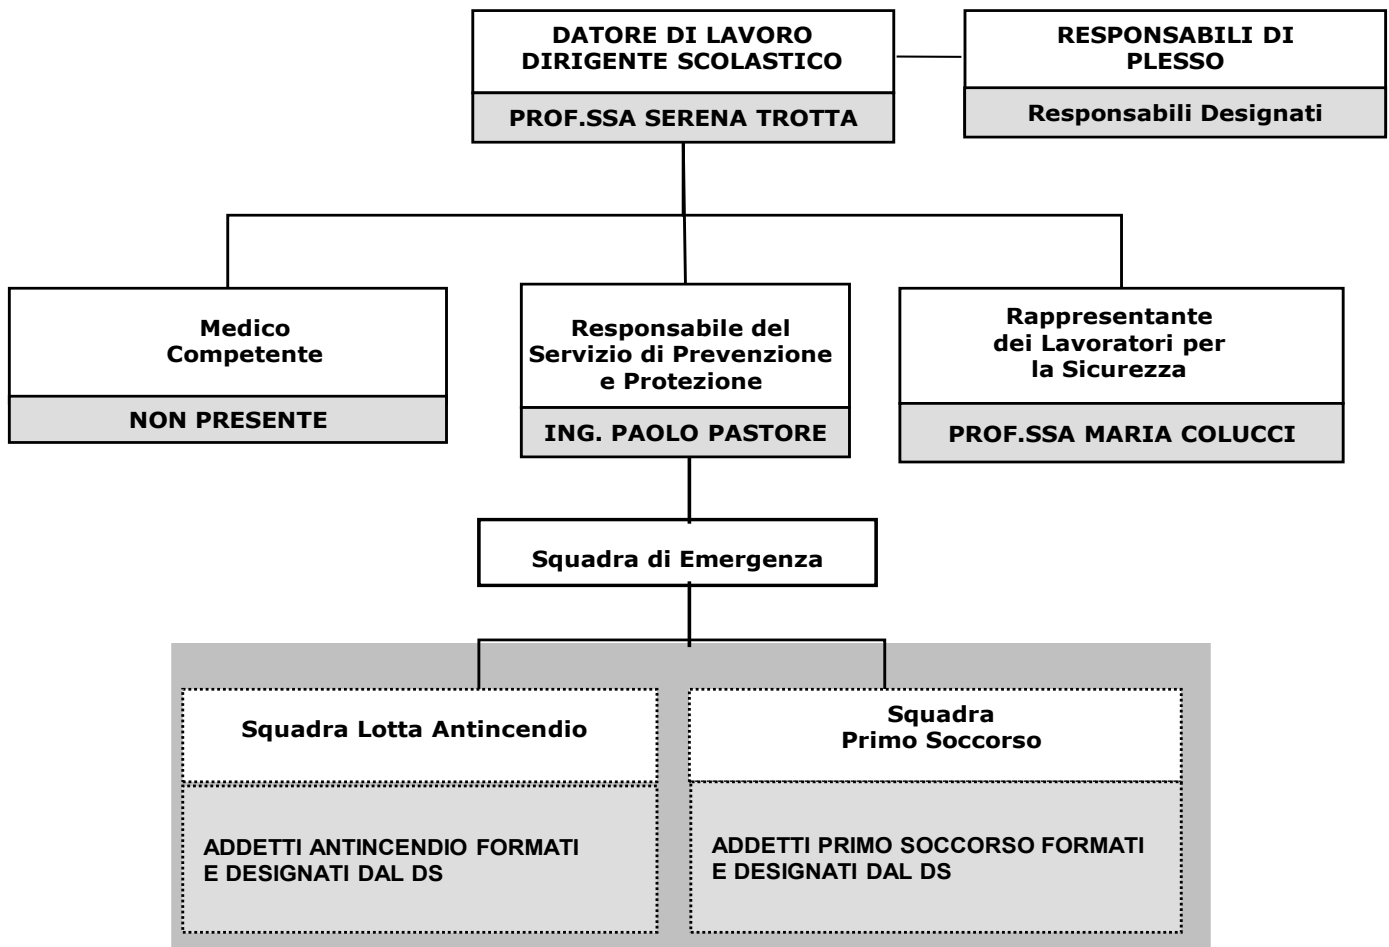 DATORE DI LAVORO
DIRIGENTE SCOLASTICO
PROF.SSA SERENA TROTTA
RESPONSABILI DI
PLESSO
Responsabili Designati
Medico
Competente
NON PRESENTE
Responsabile del
Servizio di Prevenzione
e Protezione
ING. PAOLO PASTORE
Rappresentante
dei Lavoratori per
la Sicurezza
PROF.SSA MARIA COLUCCI
Squadra di Emergenza
Squadra Lotta Antincendio
ADDETTI ANTINCENDIO FORMATI
E DESIGNATI DAL DS
Squadra
Primo Soccorso
ADDETTI PRIMO SOCCORSO FORMATI
E DESIGNATI DAL DS